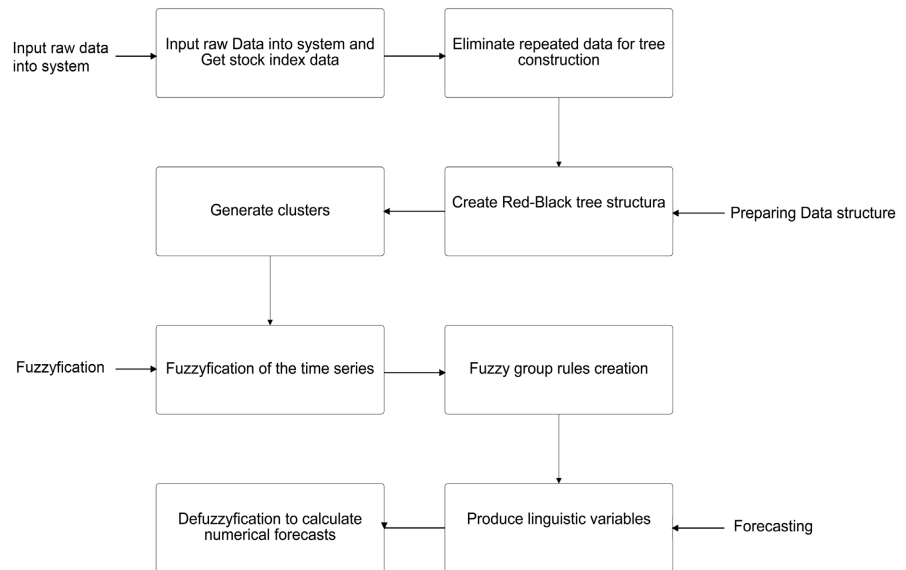 Input raw data
into system
Input raw Data into system and
Get stock index data
Eliminate repeated data for tree
construction
Generate clusters
Create Red-Black tree structura
Preparing Data structure
Fuzzyfication
Fuzzyfication of the time series
Fuzzy group rules creation
Defuzzyfication to calculate
numerical forecasts
Produce linguistic variables
Forecasting